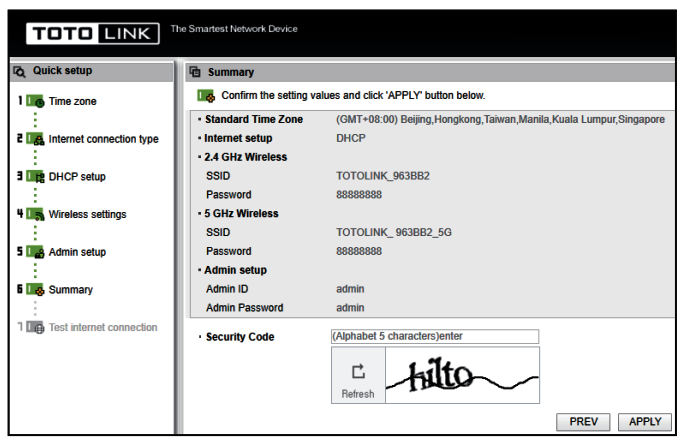 TOTO LINK The Smartest Network Device
Quick setup
1 Time zone
2 Internet connection type
3 DHCP setup
4 Wireless settings
5 Admin setup
6 Summary
7 Test internet connection
Summary
Confirm the setting values and click 'APPLY' button below.
· Standard Time Zone (GMT+08:00) Beijing,Hongkong,Taiwan,Manila,Kuala Lumpur,Singapore
· Internet setup DHCP
· 2.4 GHz Wireless
SSID TOTOLINK_963BB2
Password 88888888
· 5 GHz Wireless
SSID TOTOLINK_ 963BB2_5G
Password 88888888
· Admin setup
Admin ID admin
Admin Password admin
· Security Code (Alphabet 5 characters)enter
hilto
Refresh
PREV APPLY